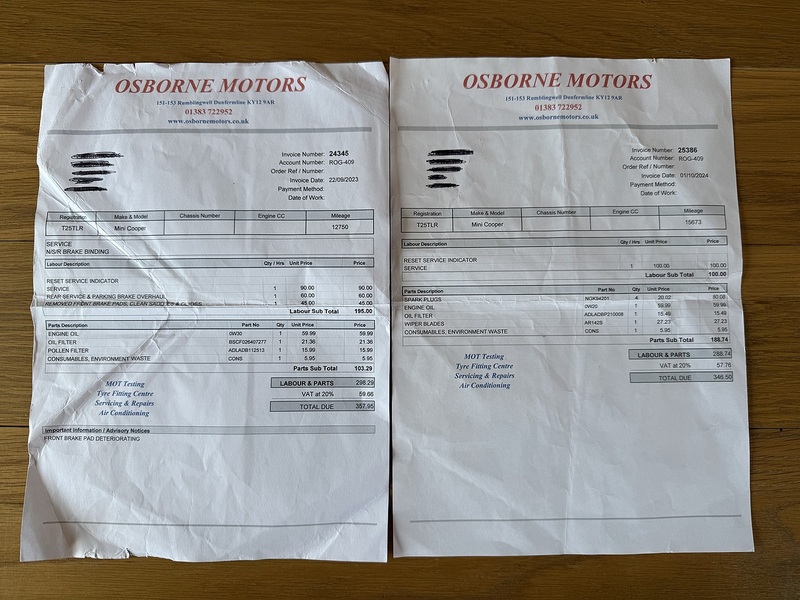 OSBORNE MOTORS
151-153 Rumblingwell Dunfermline KY12 9AR
01383 722952
www.osbornemotors.co.uk
Invoice Number: 24345
Account Number: ROG-409
Order Ref / Number:
Invoice Date: 22/09/2023
Payment Method:
Date of Work:
Registration Make & Model Chassis Number Engine CC Mileage
T25TLR Mini Cooper 12750
SERVICE
N/S/R BRAKE BINDING
Labour Description Qty / Hrs Unit Price Price
RESET SERVICE INDICATOR
SERVICE 1 90.00 90.00
REAR SERVICE & PARKING BRAKE OVERHAUL 1 60.00 60.00
REMOVED FRONT BRAKE PADS, CLEAN SADDLES & GUIDES 1 45.00 45.00
Labour Sub Total 195.00
Parts Description Part No Qty Unit Price Price
ENGINE OIL 0W30 1 59.99 59.99
OIL FILTER BSCF026407277 1 21.36 21.36
POLLEN FILTER ADLADB112513 1 15.99 15.99
CONSUMABLES, ENVIRONMENT WASTE CONS 1 5.95 5.95
Parts Sub Total 103.29
MOT Testing
Tyre Fitting Centre
Servicing & Repairs
Air Conditioning
LABOUR & PARTS 298.29
VAT at 20% 59.66
TOTAL DUE 357.95
Important Information / Advisory Notices
FRONT BRAKE PAD DETERIORATING
OSBORNE MOTORS
151-153 Rumblingwell Dunfermline KY12 9AR
01383 722952
www.osbornemotors.co.uk
Invoice Number: 25386
Account Number: ROG-409
Order Ref / Number:
Invoice Date: 01/10/2024
Payment Method:
Date of Work:
Registration Make & Model Chassis Number Engine CC Mileage
T25TLR Mini Cooper 15673
Labour Description Qty / Hrs Unit Price Price
RESET SERVICE INDICATOR
SERVICE 1 100.00 100.00
Labour Sub Total 100.00
Parts Description Part No Qty Unit Price Price
SPARK PLUGS NGK94201 4 20.02 80.08
ENGINE OIL 0W20 1 59.99 59.99
OIL FILTER ADLADBP210008 1 15.49 15.49
WIPER BLADES AR142S 1 27.23 27.23
CONSUMABLES, ENVIRONMENT WASTE CONS 1 5.95 5.95
Parts Sub Total 188.74
MOT Testing
Tyre Fitting Centre
Servicing & Repairs
Air Conditioning
LABOUR & PARTS 288.74
VAT at 20% 57.76
TOTAL DUE 346.50